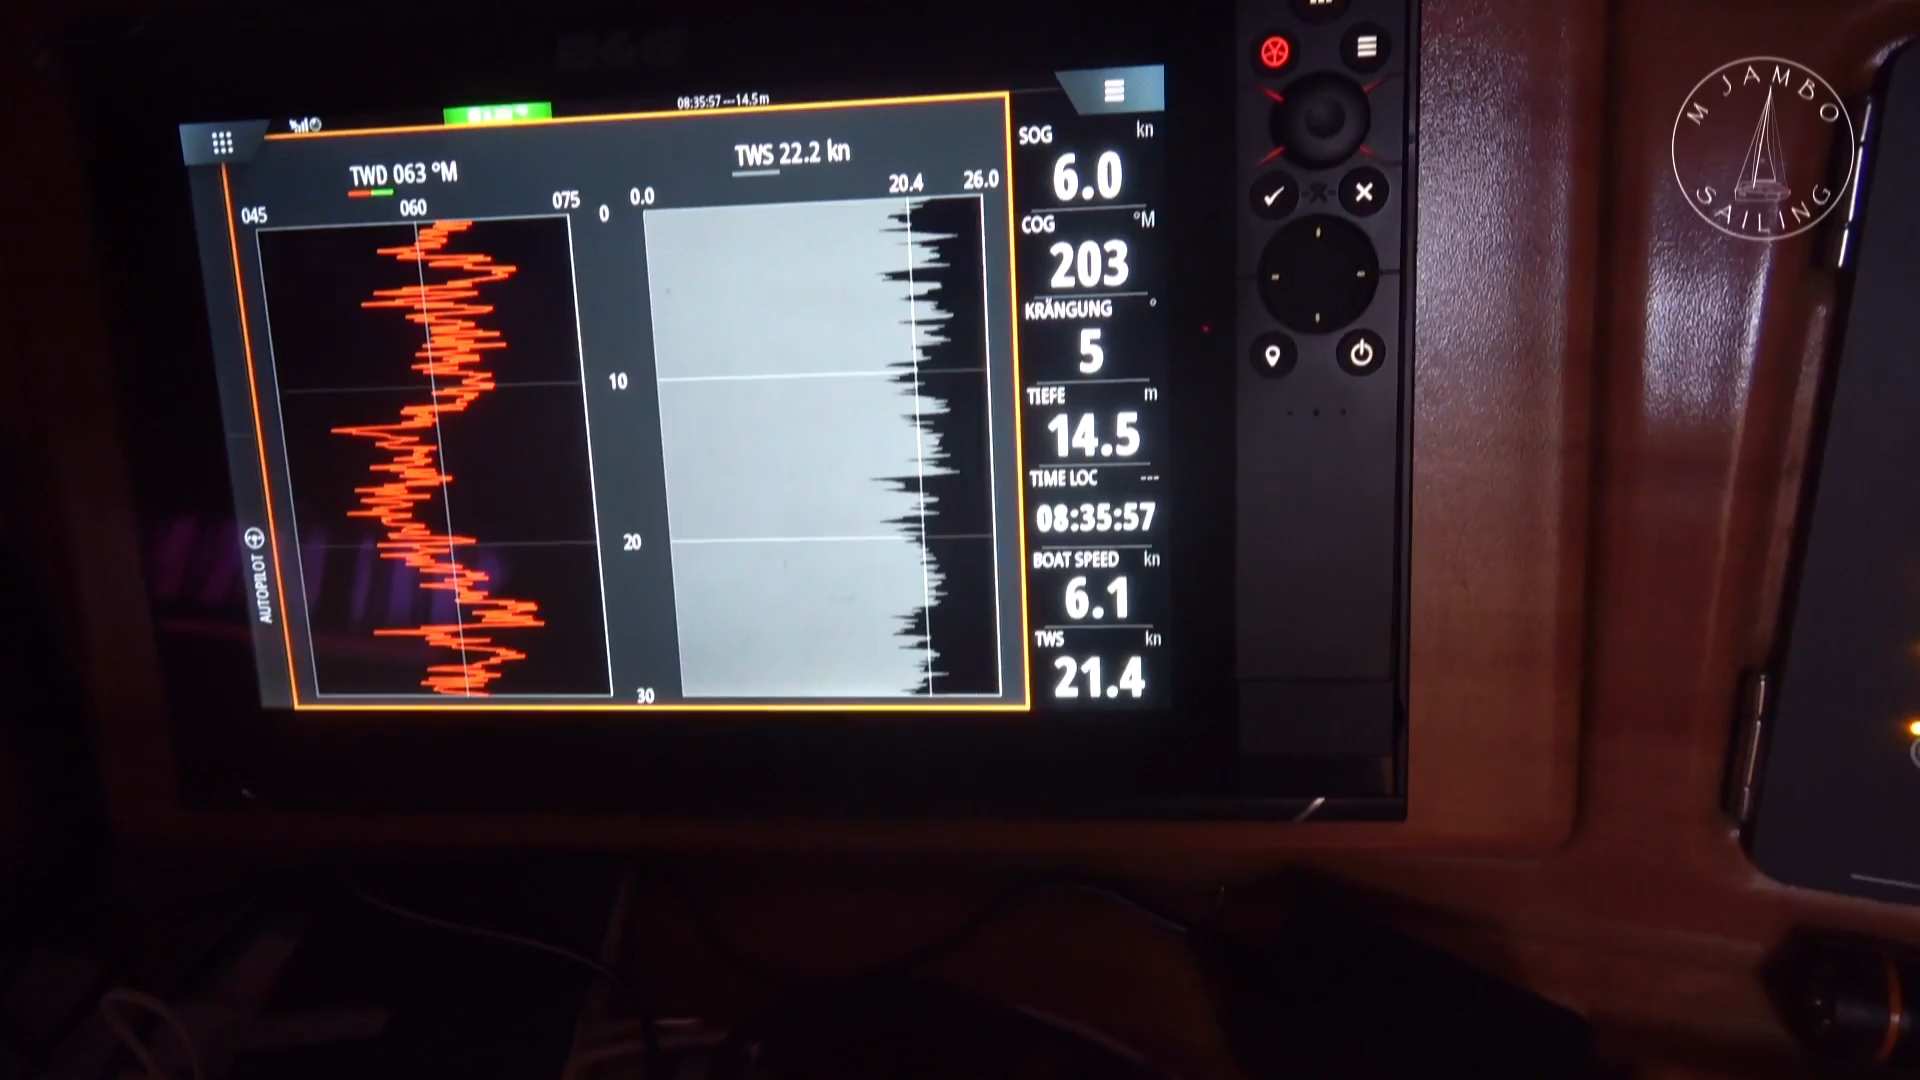 08:35:57---14.5m
TWD 063 °M
TWS 22.2 kn
045
060
075
0
0.0
20.4
26.0
10
20
30
AUTOPILOT
SOG kn
6.0
COG °M
203
KRÄNGUNG °
5
TIEFE m
14.5
TIME LOC ---
08:35:57
BOAT SPEED kn
6.1
TWS kn
21.4
M JAMBO
SAILING